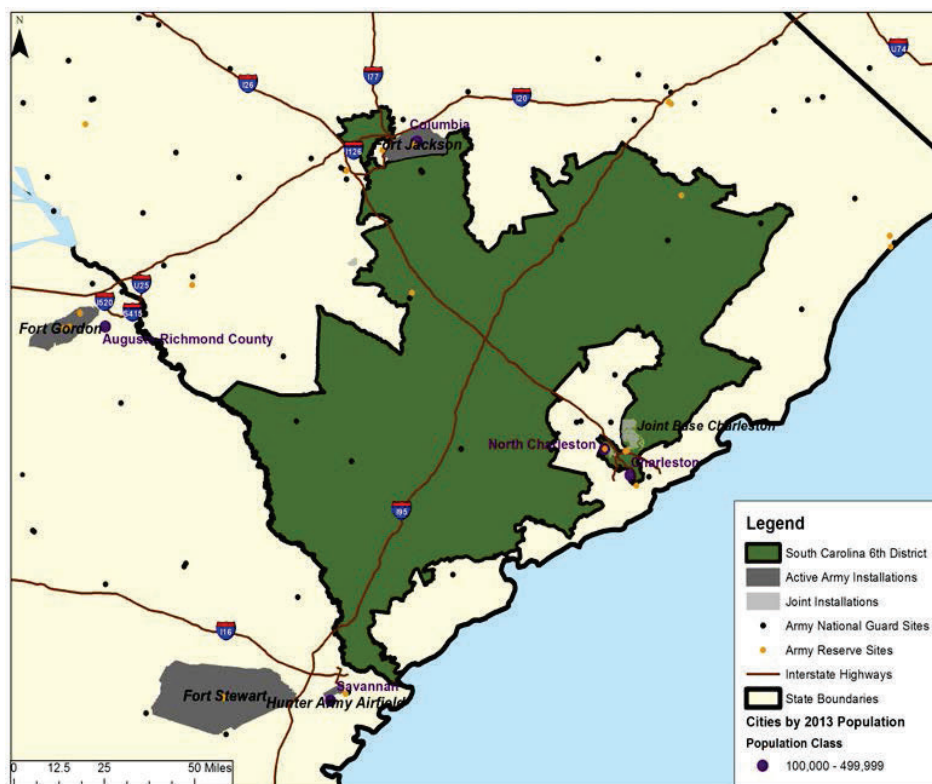 N
I77
U74
I26
I20
Columbia
Fort Jackson
I126
U25
I520
S415
Fort Gordon
Augusta-Richmond County
Joint Base Charleston
North Charleston
Charleston
I95
I16
Savannah
Fort Stewart
Hunter Army Airfield
0 12.5 25 50 Miles
Legend
South Carolina 6th District
Active Army Installations
Joint Installations
Army National Guard Sites
Army Reserve Sites
Interstate Highways
State Boundaries
Cities by 2013 Population
Population Class
100,000 - 499,999